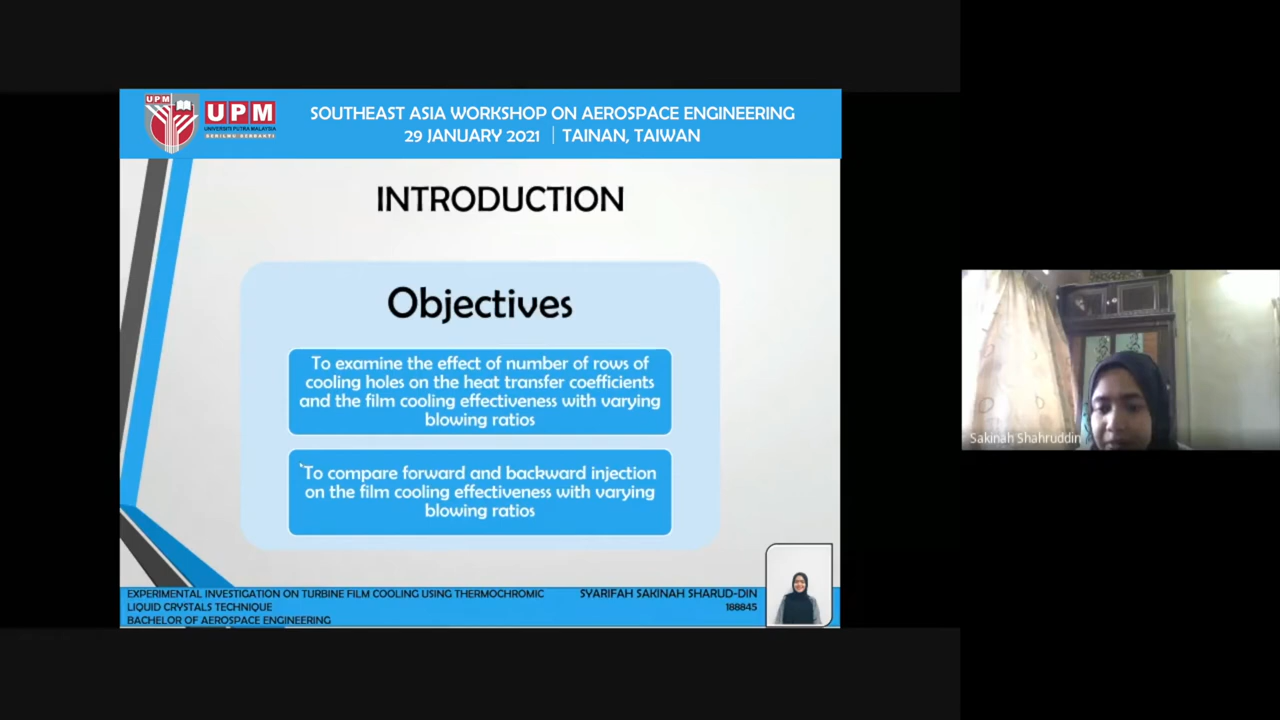 UPM
UPM
UNIVERSITI PUTRA MALAYSIA
BERILMU BERBAKTI
SOUTHEAST ASIA WORKSHOP ON AEROSPACE ENGINEERING
29 JANUARY 2021 | TAINAN, TAIWAN
INTRODUCTION
Objectives
To examine the effect of number of rows of
cooling holes on the heat transfer coefficients
and the film cooling effectiveness with varying
blowing ratios
`To compare forward and backward injection
on the film cooling effectiveness with varying
blowing ratios
EXPERIMENTAL INVESTIGATION ON TURBINE FILM COOLING USING THERMOCHROMIC
LIQUID CRYSTALS TECHNIQUE
BACHELOR OF AEROSPACE ENGINEERING
SYARIFAH SAKINAH SHARUD-DIN
188845
Sakinah Shahruddin